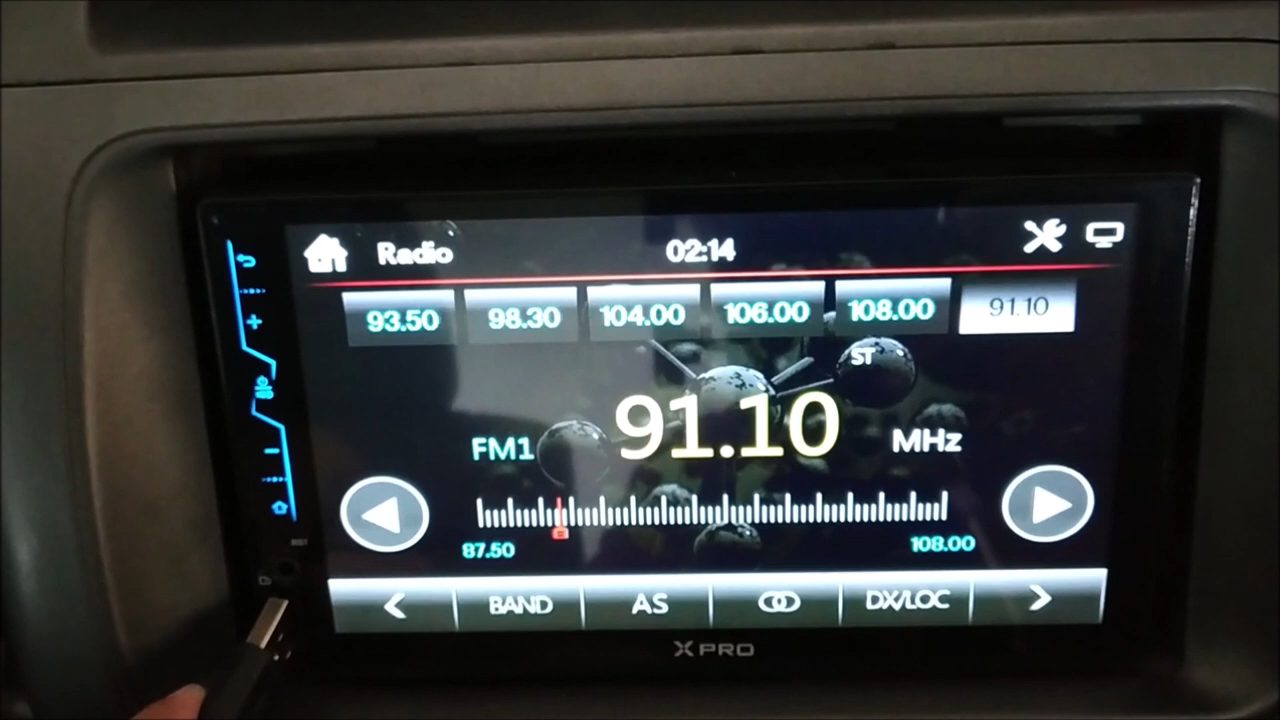 Radio 02:14
93.50 98.30 104.00 106.00 108.00 91.10
ST
FM1 91.10 MHz
87.50 108.00
BAND AS DX/LOC
XPRO